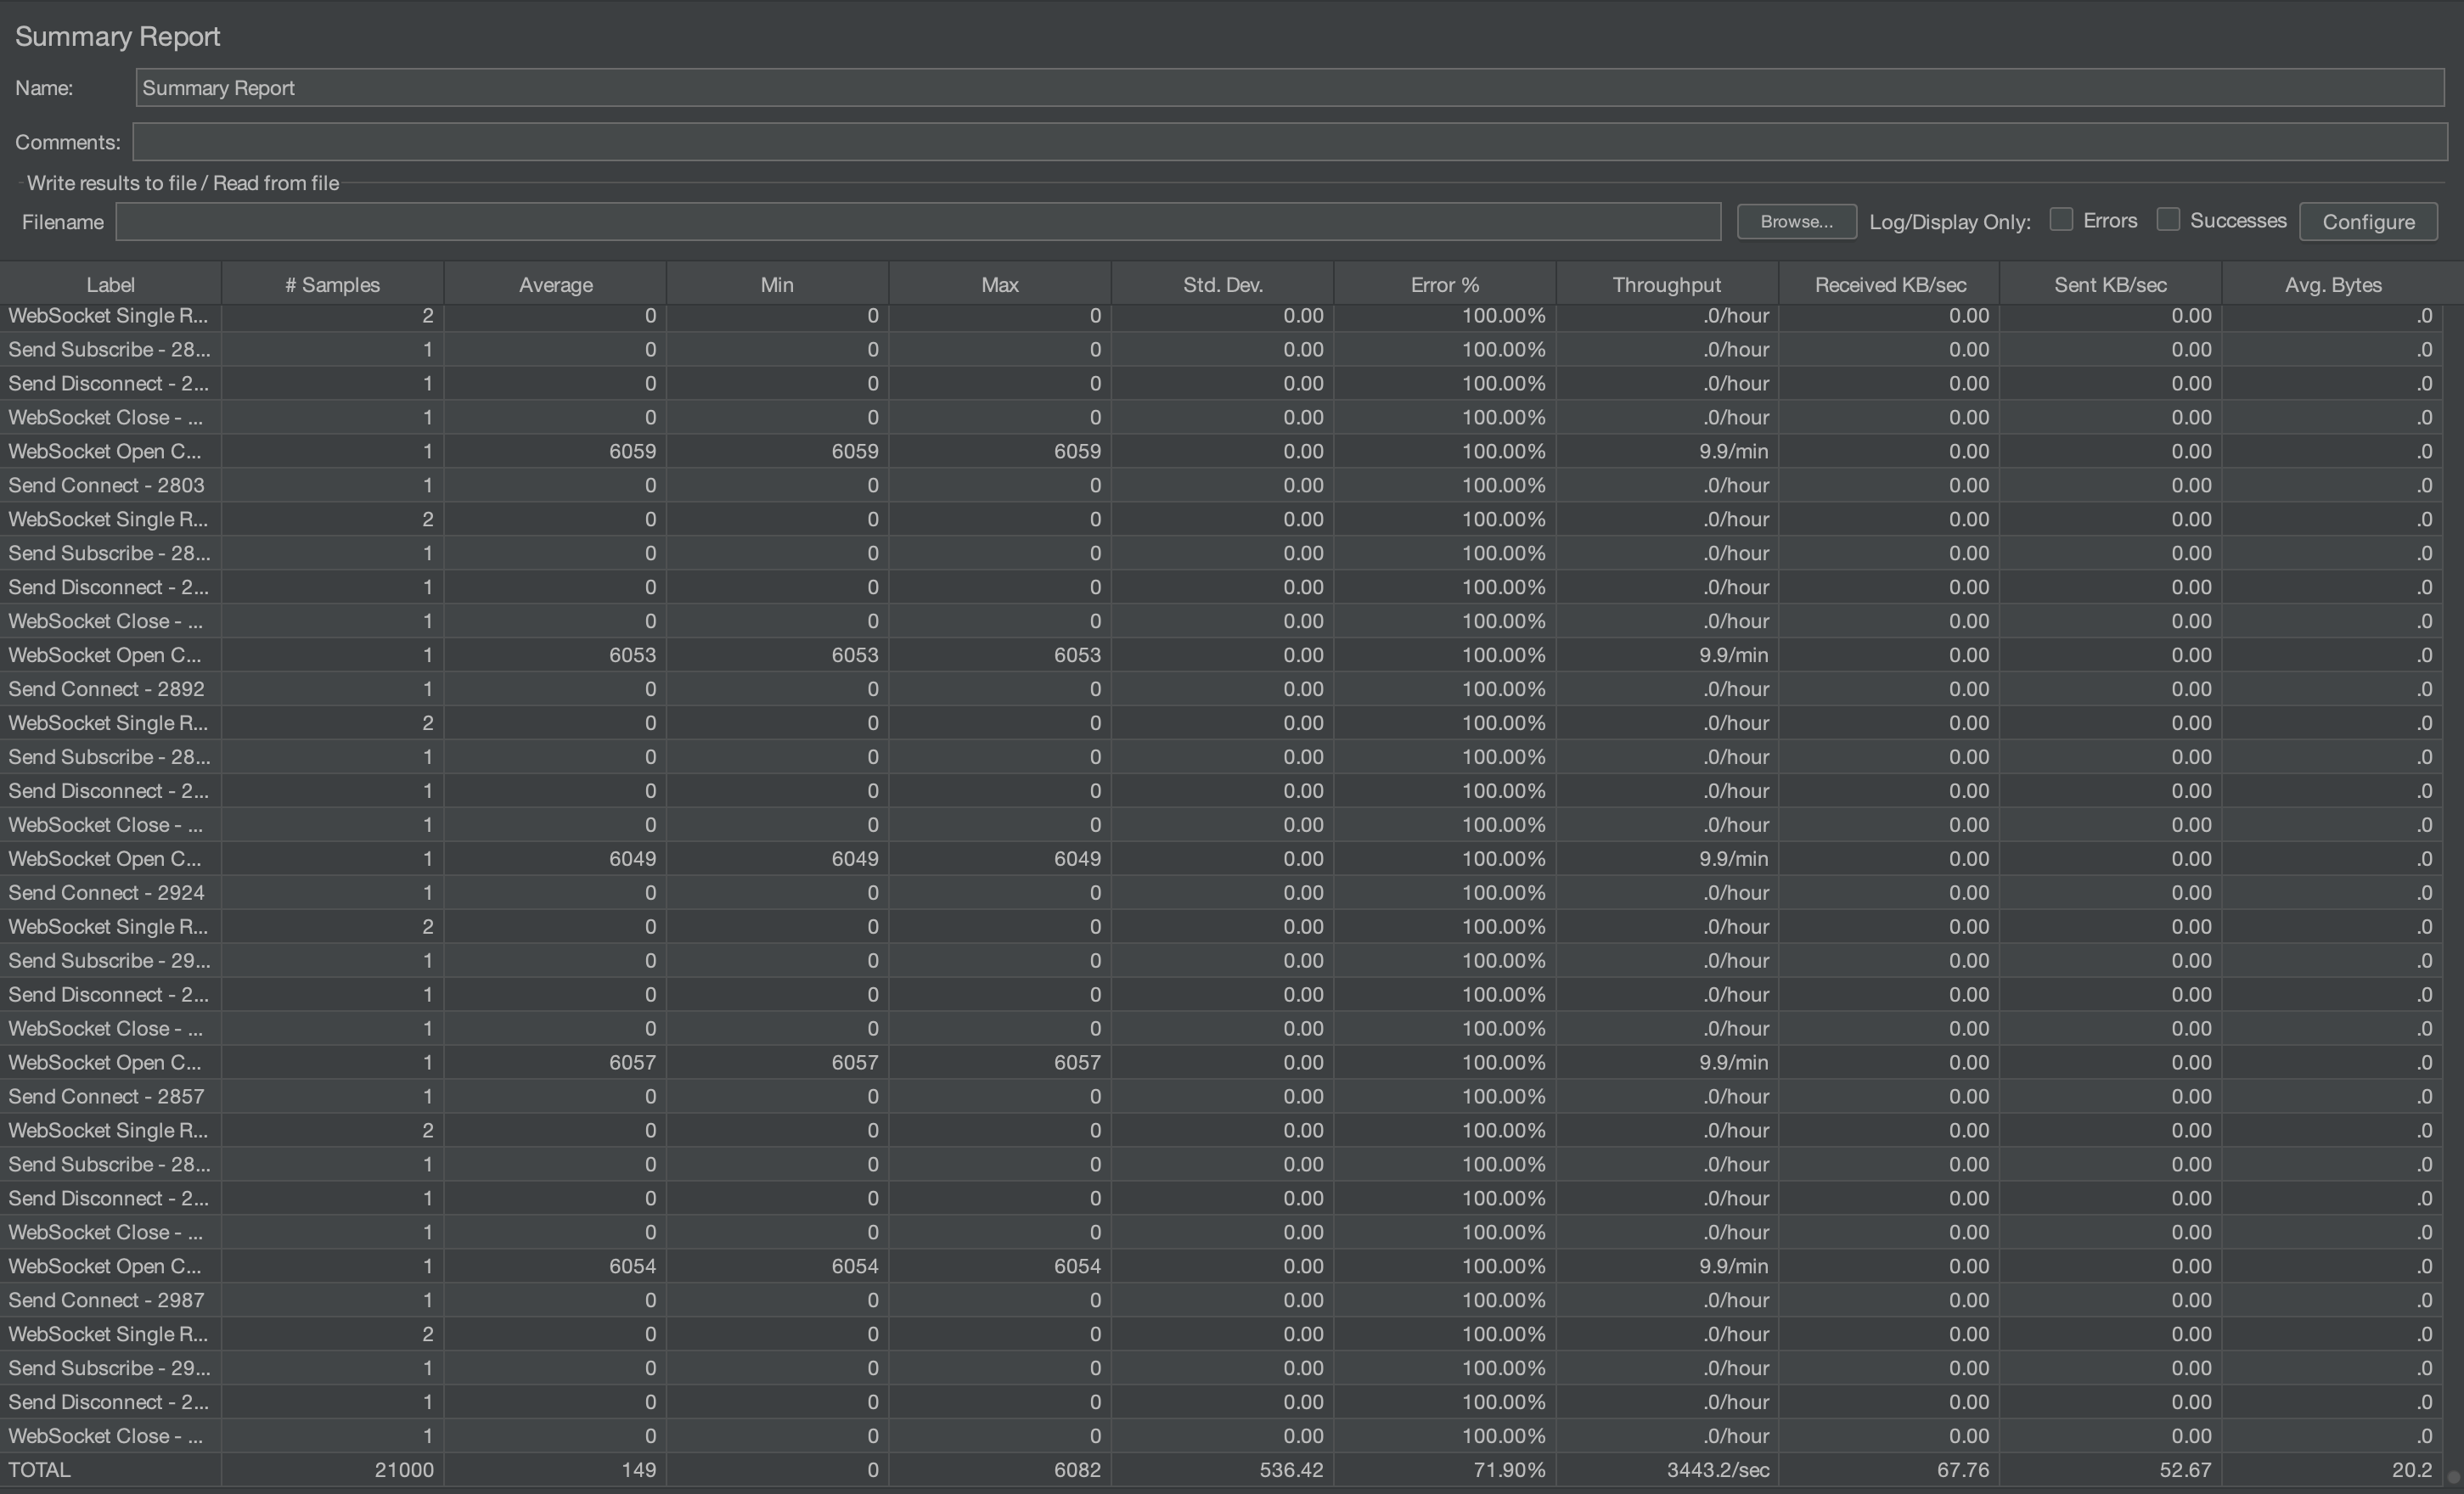 Summary Report
Name: Summary Report
Comments:
Write results to file / Read from file
Filename Browse... Log/Display Only: Errors Successes Configure
Label # Samples Average Min Max Std. Dev. Error % Throughput Received KB/sec Sent KB/sec Avg. Bytes
WebSocket Single R... 2 0 0 0 0.00 100.00% .0/hour 0.00 0.00 .0
Send Subscribe - 28... 1 0 0 0 0.00 100.00% .0/hour 0.00 0.00 .0
Send Disconnect - 2... 1 0 0 0 0.00 100.00% .0/hour 0.00 0.00 .0
WebSocket Close - ... 1 0 0 0 0.00 100.00% .0/hour 0.00 0.00 .0
WebSocket Open C... 1 6059 6059 6059 0.00 100.00% 9.9/min 0.00 0.00 .0
Send Connect - 2803 1 0 0 0 0.00 100.00% .0/hour 0.00 0.00 .0
WebSocket Single R... 2 0 0 0 0.00 100.00% .0/hour 0.00 0.00 .0
Send Subscribe - 28... 1 0 0 0 0.00 100.00% .0/hour 0.00 0.00 .0
Send Disconnect - 2... 1 0 0 0 0.00 100.00% .0/hour 0.00 0.00 .0
WebSocket Close - ... 1 0 0 0 0.00 100.00% .0/hour 0.00 0.00 .0
WebSocket Open C... 1 6053 6053 6053 0.00 100.00% 9.9/min 0.00 0.00 .0
Send Connect - 2892 1 0 0 0 0.00 100.00% .0/hour 0.00 0.00 .0
WebSocket Single R... 2 0 0 0 0.00 100.00% .0/hour 0.00 0.00 .0
Send Subscribe - 28... 1 0 0 0 0.00 100.00% .0/hour 0.00 0.00 .0
Send Disconnect - 2... 1 0 0 0 0.00 100.00% .0/hour 0.00 0.00 .0
WebSocket Close - ... 1 0 0 0 0.00 100.00% .0/hour 0.00 0.00 .0
WebSocket Open C... 1 6049 6049 6049 0.00 100.00% 9.9/min 0.00 0.00 .0
Send Connect - 2924 1 0 0 0 0.00 100.00% .0/hour 0.00 0.00 .0
WebSocket Single R... 2 0 0 0 0.00 100.00% .0/hour 0.00 0.00 .0
Send Subscribe - 29... 1 0 0 0 0.00 100.00% .0/hour 0.00 0.00 .0
Send Disconnect - 2... 1 0 0 0 0.00 100.00% .0/hour 0.00 0.00 .0
WebSocket Close - ... 1 0 0 0 0.00 100.00% .0/hour 0.00 0.00 .0
WebSocket Open C... 1 6057 6057 6057 0.00 100.00% 9.9/min 0.00 0.00 .0
Send Connect - 2857 1 0 0 0 0.00 100.00% .0/hour 0.00 0.00 .0
WebSocket Single R... 2 0 0 0 0.00 100.00% .0/hour 0.00 0.00 .0
Send Subscribe - 28... 1 0 0 0 0.00 100.00% .0/hour 0.00 0.00 .0
Send Disconnect - 2... 1 0 0 0 0.00 100.00% .0/hour 0.00 0.00 .0
WebSocket Close - ... 1 0 0 0 0.00 100.00% .0/hour 0.00 0.00 .0
WebSocket Open C... 1 6054 6054 6054 0.00 100.00% 9.9/min 0.00 0.00 .0
Send Connect - 2987 1 0 0 0 0.00 100.00% .0/hour 0.00 0.00 .0
WebSocket Single R... 2 0 0 0 0.00 100.00% .0/hour 0.00 0.00 .0
Send Subscribe - 29... 1 0 0 0 0.00 100.00% .0/hour 0.00 0.00 .0
Send Disconnect - 2... 1 0 0 0 0.00 100.00% .0/hour 0.00 0.00 .0
WebSocket Close - ... 1 0 0 0 0.00 100.00% .0/hour 0.00 0.00 .0
TOTAL 21000 149 0 6082 536.42 71.90% 3443.2/sec 67.76 52.67 20.2